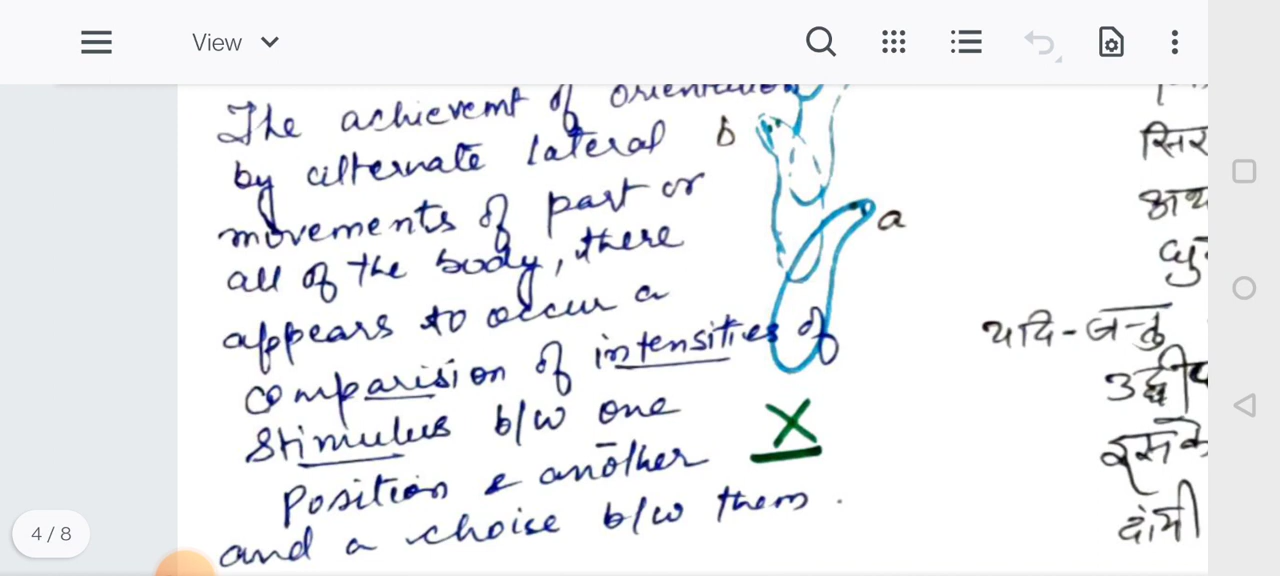 View
The achievemt of orientation
by alternate lateral b
movements of part or
a
all of the body, there
appears to occur a
comparision of intensities of
Stimulus b/w one
X
Position & another
and a choise b/w them.
सिर
यदि - जन्तु
4 / 8